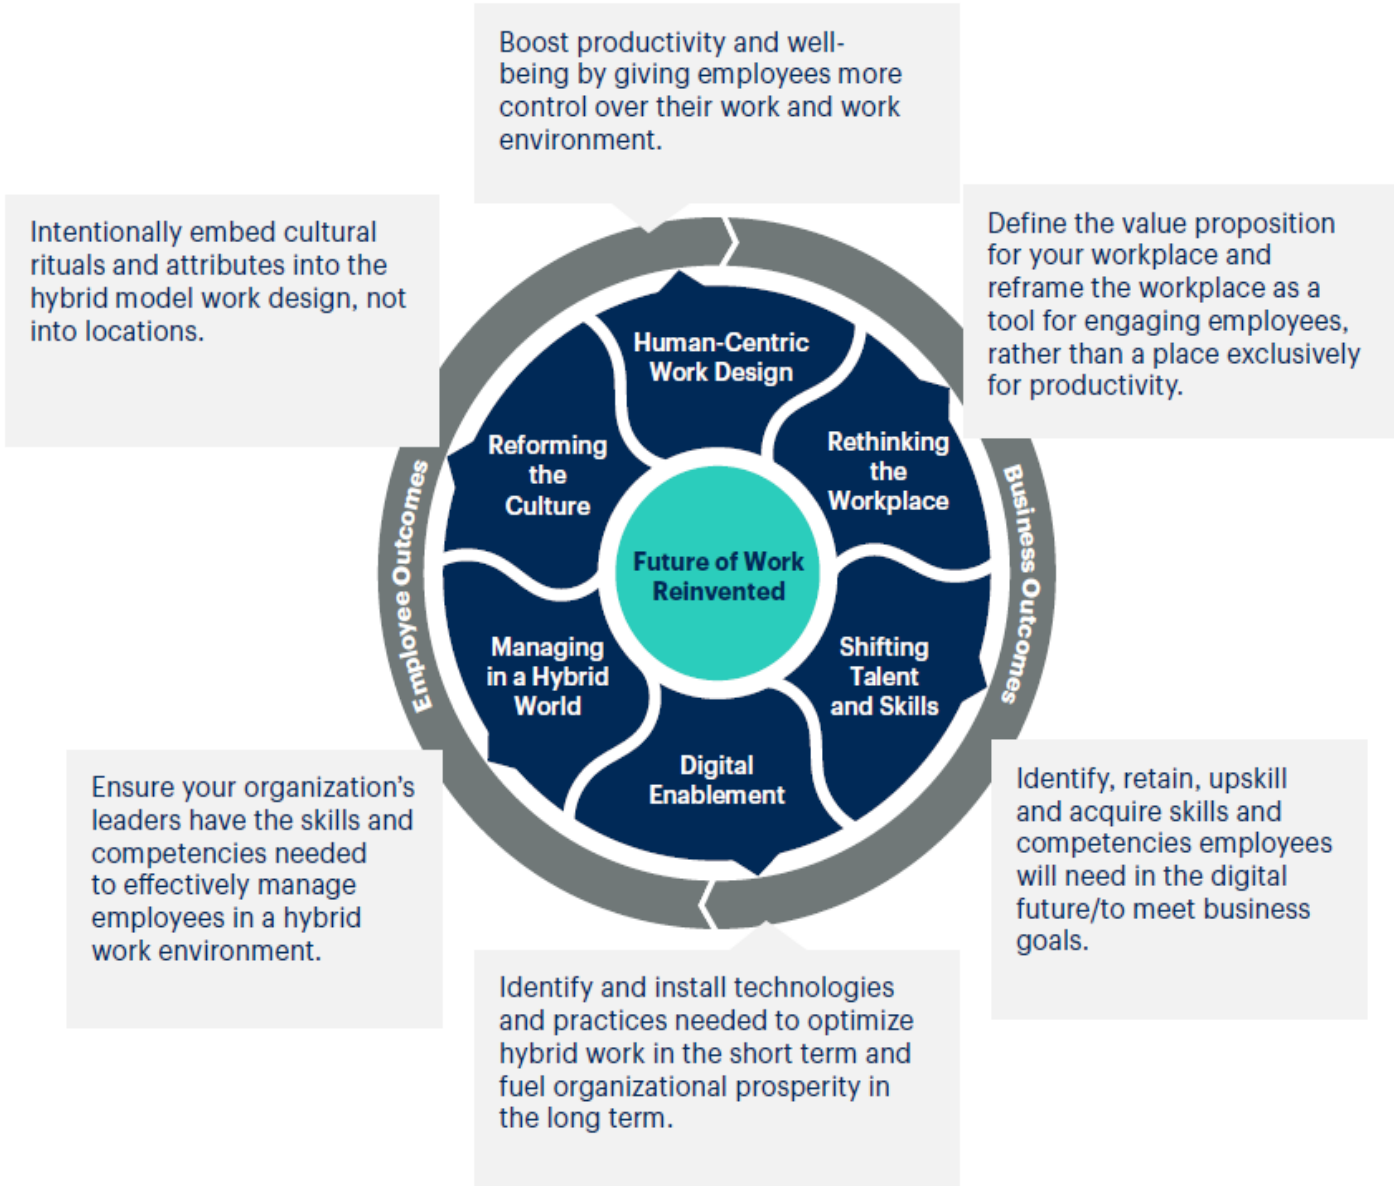 Boost productivity and well-
being by giving employees more
control over their work and work
environment.
Intentionally embed cultural
rituals and attributes into the
hybrid model work design, not
into locations.
Define the value proposition
for your workplace and
reframe the workplace as a
tool for engaging employees,
rather than a place exclusively
for productivity.
Human-Centric
Work Design
Reforming
the
Culture
Rethinking
the
Workplace
Employee Outcomes
Future of Work
Reinvented
Business Outcomes
Managing
in a Hybrid
World
Shifting
Talent
and Skills
Digital
Enablement
Ensure your organization's
leaders have the skills and
competencies needed
to effectively manage
employees in a hybrid
work environment.
Identify, retain, upskill
and acquire skills and
competencies employees
will need in the digital
future/to meet business
goals.
Identify and install technologies
and practices needed to optimize
hybrid work in the short term and
fuel organizational prosperity in
the long term.